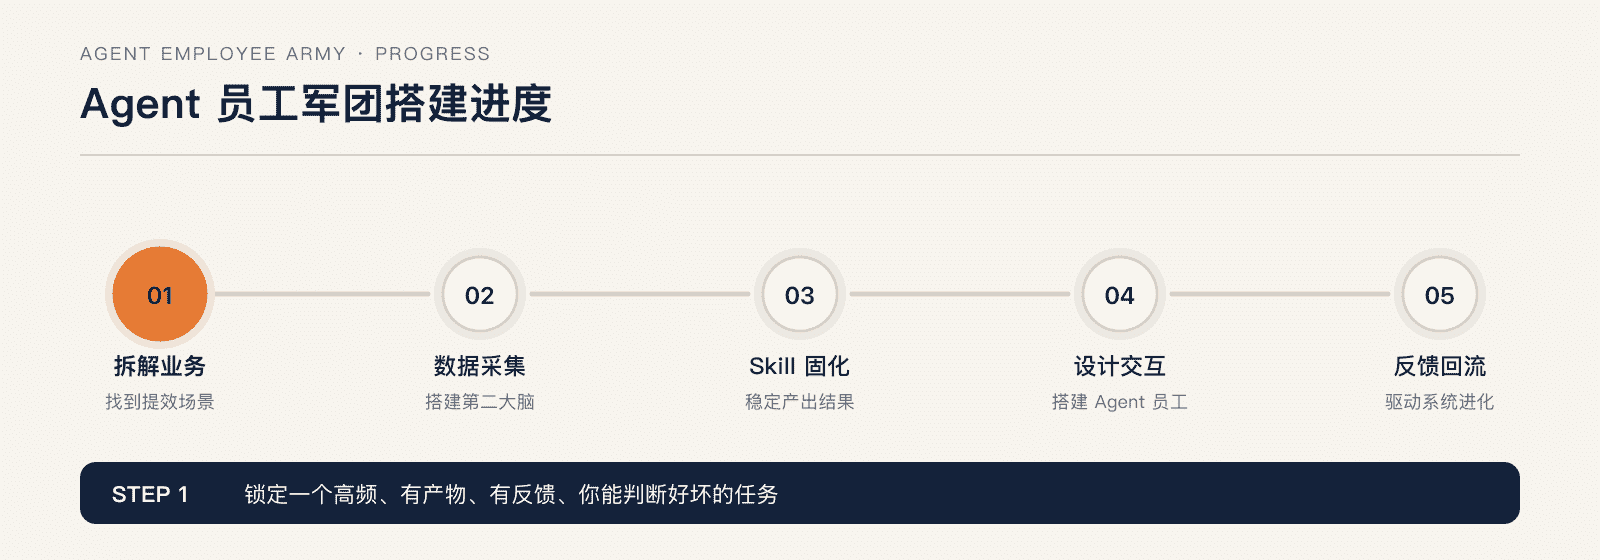 AGENT EMPLOYEE ARMY · PROGRESS
Agent 员工军团搭建进度
01
02
03
04
05
拆解业务
数据采集
Skill 固化
设计交互
反馈回流
找到提效场景
搭建第二大脑
稳定产出结果
搭建 Agent 员工
驱动系统进化
STEP 1 锁定一个高频、有产物、有反馈、你能判断好坏的任务